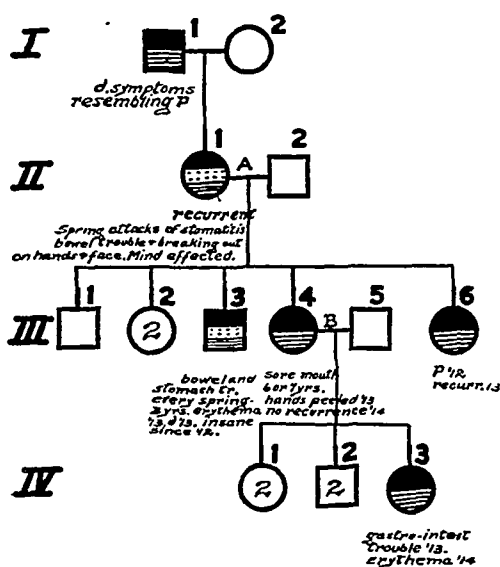 I
1
2
d. symptoms
resembling P
II
1
A
2
recurrent
Spring attacks of stomatitis
bowel trouble + breaking out
on hands + face. Mind affected.
III
1
2
3
4
B
5
6
2
bowel and
stomach tr.
every spring-
yrs. erythema
'13, d'13. insane
since '12.
sore mouth
6 or 7 yrs.
hands peeled '13
no recurrence '14
P '12
recurr. 13
IV
1
2
3
2
2
gastro-intest
trouble '13.
erythema '14